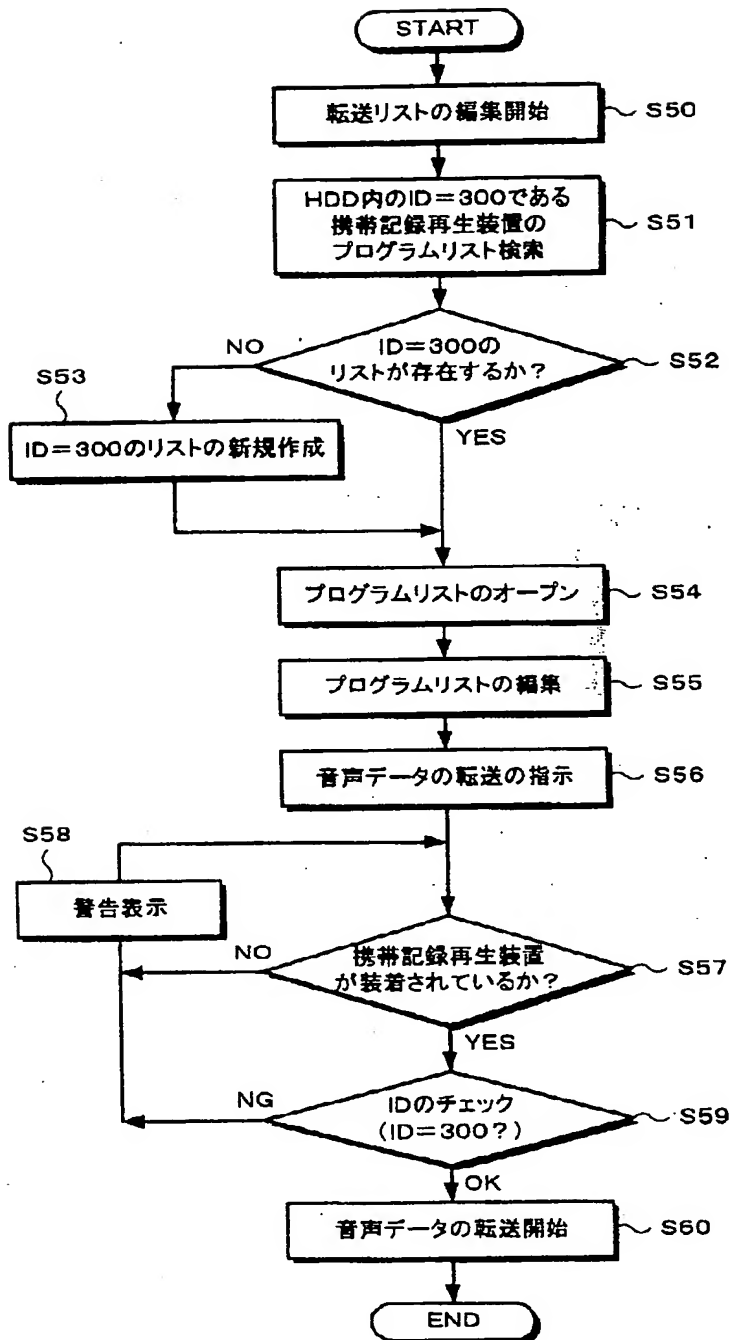 START
転送リストの編集開始
S50
HDD内のID=300である
携帯記録再生装置の
プログラムリスト検索
S51
ID=300の
リストが存在するか?
S52
NO
YES
S53
ID=300のリストの新規作成
プログラムリストのオープン
S54
プログラムリストの編集
S55
音声データの転送の指示
S56
S58
警告表示
携帯記録再生装置
が装着されているか?
S57
NO
YES
IDのチェック
(ID=300?)
S59
NG
OK
音声データの転送開始
S60
END